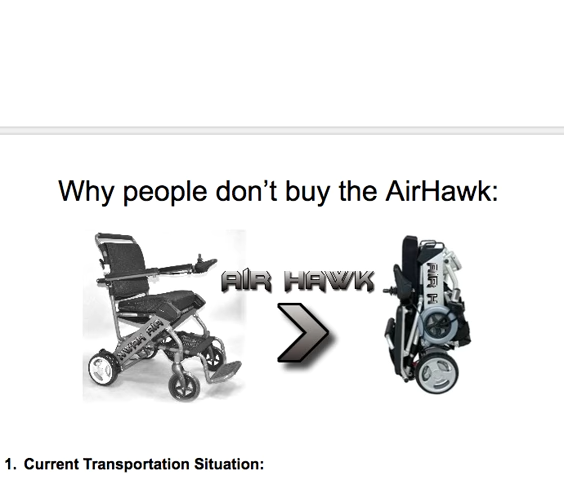 Why people don’t buy the AirHawk:
AIR HAWK
AIR H
1. Current Transportation Situation: